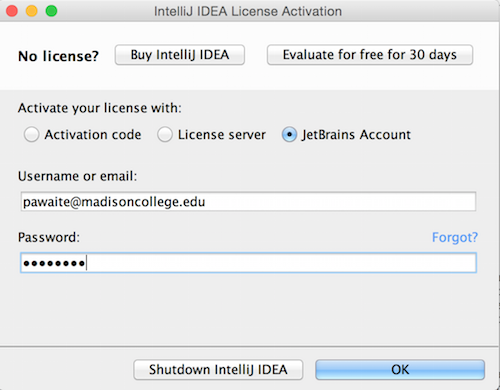 IntelliJ IDEA License Activation
No license? Buy IntelliJ IDEA Evaluate for free for 30 days
Activate your license with:
Activation code License server JetBrains Account
Username or email:
pawaite@madisoncollege.edu
Password: Forgot?
••••••••
Shutdown IntelliJ IDEA OK